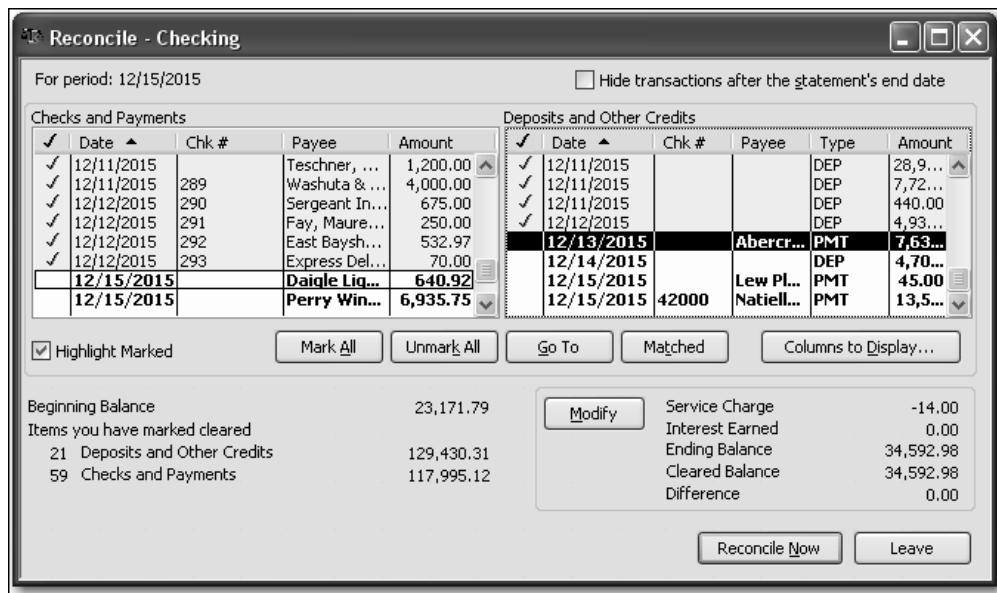 Reconcile - Checking
For period: 12/15/2015
Hide transactions after the statement's end date
Checks and Payments
✓ Date Chk # Payee Amount
✓ 12/11/2015 Teschner, ... 1,200.00
✓ 12/11/2015 289 Washuta & ... 4,000.00
✓ 12/12/2015 290 Sergeant In... 675.00
✓ 12/12/2015 291 Fay, Maure... 250.00
✓ 12/12/2015 292 East Baysh... 532.97
✓ 12/12/2015 293 Express Del... 70.00
12/15/2015 Daigle Lig... 640.92
12/15/2015 Perry Win... 6,935.75
Deposits and Other Credits
✓ Date Chk # Payee Type Amount
✓ 12/11/2015 DEP 28,9...
✓ 12/11/2015 DEP 7,72...
✓ 12/11/2015 DEP 440.00
✓ 12/12/2015 DEP 4,93...
12/13/2015 Abercr... PMT 7,63...
12/14/2015 DEP 4,70...
12/15/2015 Lew Pl... PMT 45.00
12/15/2015 42000 Natiell... PMT 13,5...
Highlight Marked
Mark All
Unmark All
Go To
Matched
Columns to Display...
Beginning Balance 23,171.79
Items you have marked cleared
21 Deposits and Other Credits 129,430.31
59 Checks and Payments 117,995.12
Modify
Service Charge -14.00
Interest Earned 0.00
Ending Balance 34,592.98
Cleared Balance 34,592.98
Difference 0.00
Reconcile Now
Leave